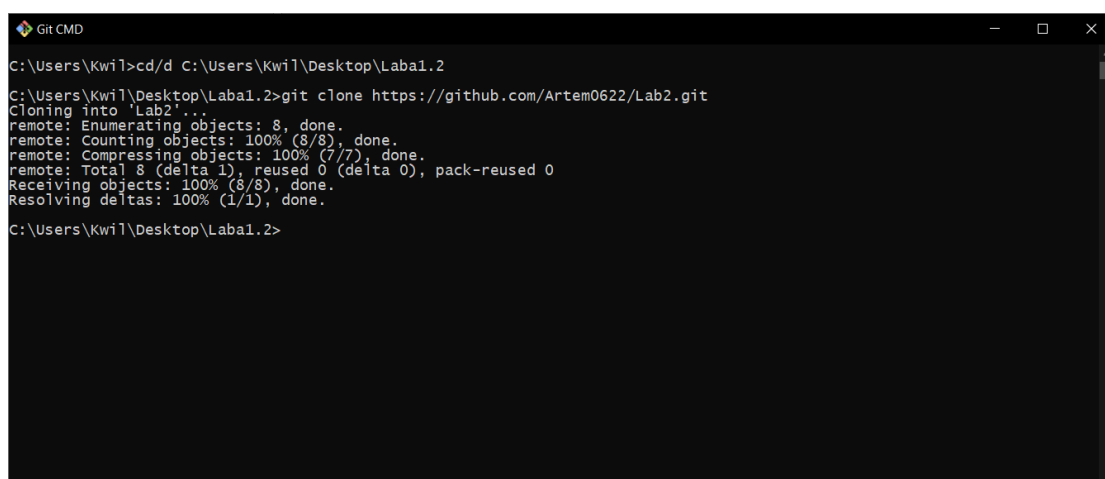 Git CMD
C:\Users\Kwil>cd/d C:\Users\Kwil\Desktop\Laba1.2
C:\Users\Kwil\Desktop\Laba1.2>git clone https://github.com/Artem0622/Lab2.git
Cloning into 'Lab2'...
remote: Enumerating objects: 8, done.
remote: Counting objects: 100% (8/8), done.
remote: Compressing objects: 100% (7/7), done.
remote: Total 8 (delta 1), reused 0 (delta 0), pack-reused 0
Receiving objects: 100% (8/8), done.
Resolving deltas: 100% (1/1), done.
C:\Users\Kwil\Desktop\Laba1.2>